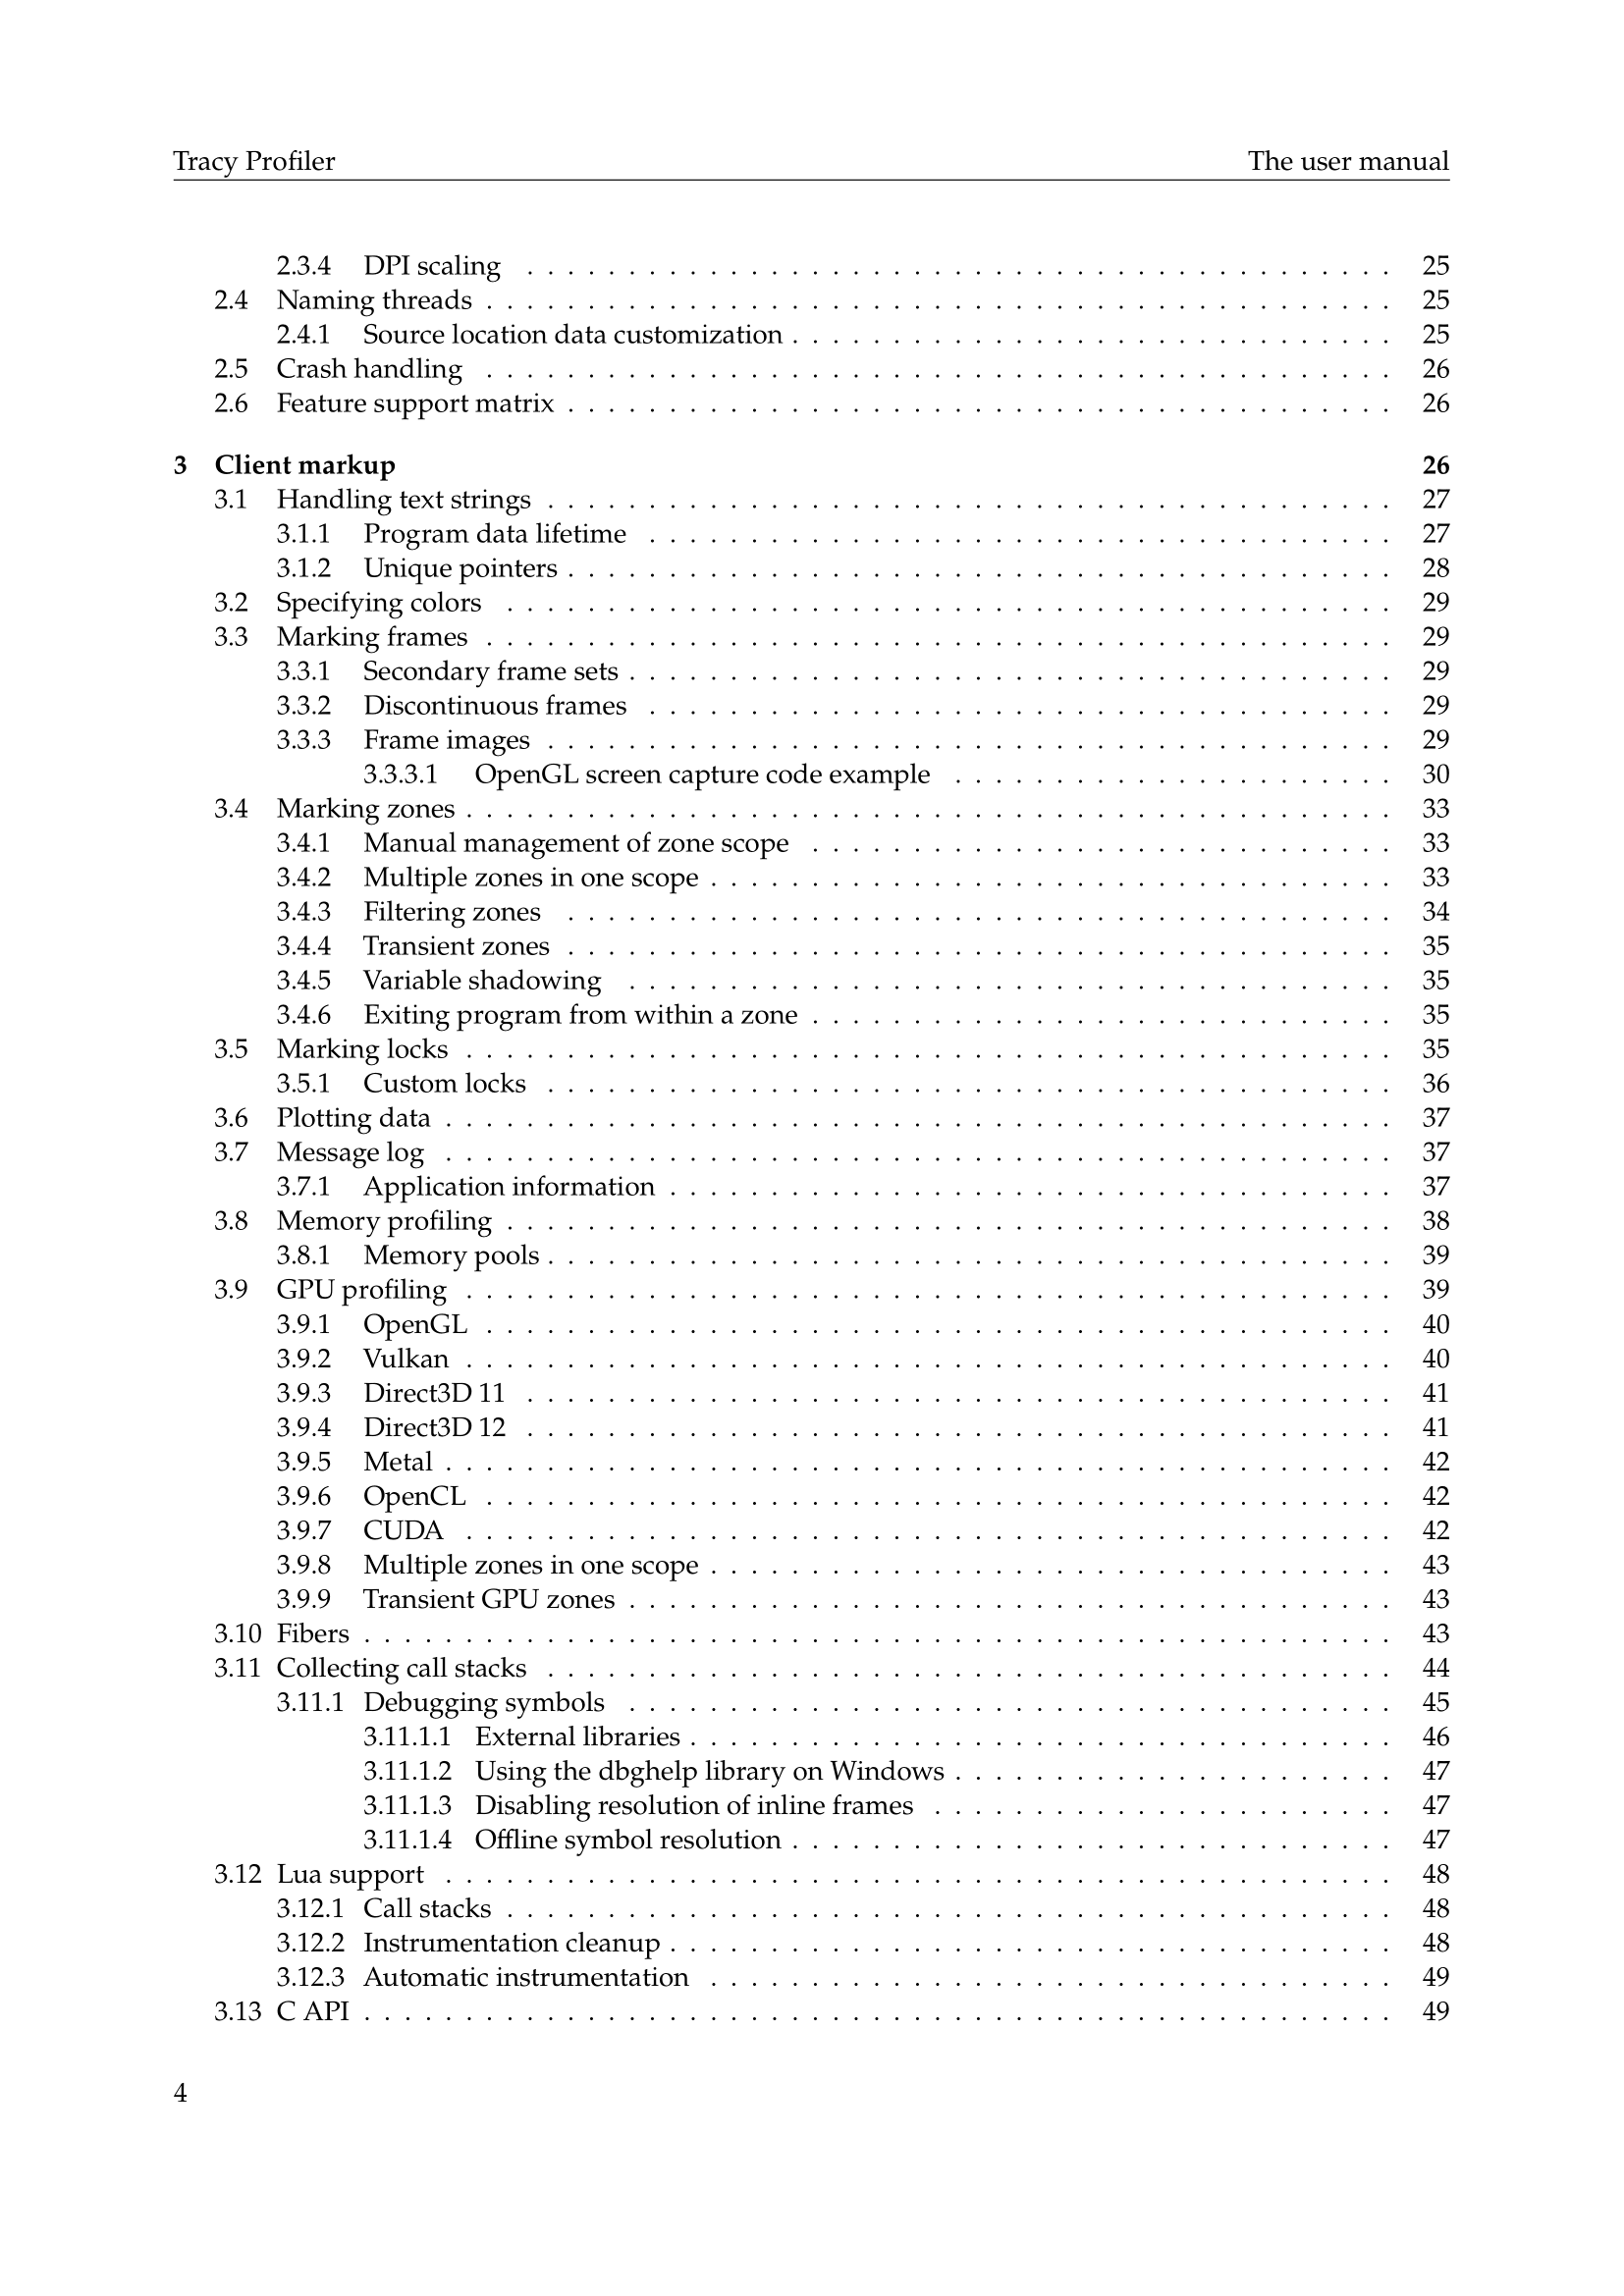 Tracy Profiler The user manual
2.3.4 DPI scaling . . . . . . . . . . . . . . . . . . . . . . . . . . . . . . . . . . . . . . . . . . . 25
2.4 Naming threads . . . . . . . . . . . . . . . . . . . . . . . . . . . . . . . . . . . . . . . . . . . . . 25
2.4.1 Source location data customization . . . . . . . . . . . . . . . . . . . . . . . . . . . . . . 25
2.5 Crash handling . . . . . . . . . . . . . . . . . . . . . . . . . . . . . . . . . . . . . . . . . . . . . 26
2.6 Feature support matrix . . . . . . . . . . . . . . . . . . . . . . . . . . . . . . . . . . . . . . . . . 26
3 Client markup 26
3.1 Handling text strings . . . . . . . . . . . . . . . . . . . . . . . . . . . . . . . . . . . . . . . . . . 27
3.1.1 Program data lifetime . . . . . . . . . . . . . . . . . . . . . . . . . . . . . . . . . . . . . 27
3.1.2 Unique pointers . . . . . . . . . . . . . . . . . . . . . . . . . . . . . . . . . . . . . . . . . 28
3.2 Specifying colors . . . . . . . . . . . . . . . . . . . . . . . . . . . . . . . . . . . . . . . . . . . . 29
3.3 Marking frames . . . . . . . . . . . . . . . . . . . . . . . . . . . . . . . . . . . . . . . . . . . . . 29
3.3.1 Secondary frame sets . . . . . . . . . . . . . . . . . . . . . . . . . . . . . . . . . . . . . . 29
3.3.2 Discontinuous frames . . . . . . . . . . . . . . . . . . . . . . . . . . . . . . . . . . . . . 29
3.3.3 Frame images . . . . . . . . . . . . . . . . . . . . . . . . . . . . . . . . . . . . . . . . . . 29
3.3.3.1 OpenGL screen capture code example . . . . . . . . . . . . . . . . . . . . . . 30
3.4 Marking zones . . . . . . . . . . . . . . . . . . . . . . . . . . . . . . . . . . . . . . . . . . . . . . 33
3.4.1 Manual management of zone scope . . . . . . . . . . . . . . . . . . . . . . . . . . . . . 33
3.4.2 Multiple zones in one scope . . . . . . . . . . . . . . . . . . . . . . . . . . . . . . . . . . 33
3.4.3 Filtering zones . . . . . . . . . . . . . . . . . . . . . . . . . . . . . . . . . . . . . . . . . 34
3.4.4 Transient zones . . . . . . . . . . . . . . . . . . . . . . . . . . . . . . . . . . . . . . . . . 35
3.4.5 Variable shadowing . . . . . . . . . . . . . . . . . . . . . . . . . . . . . . . . . . . . . . 35
3.4.6 Exiting program from within a zone . . . . . . . . . . . . . . . . . . . . . . . . . . . . . 35
3.5 Marking locks . . . . . . . . . . . . . . . . . . . . . . . . . . . . . . . . . . . . . . . . . . . . . . 35
3.5.1 Custom locks . . . . . . . . . . . . . . . . . . . . . . . . . . . . . . . . . . . . . . . . . . 36
3.6 Plotting data . . . . . . . . . . . . . . . . . . . . . . . . . . . . . . . . . . . . . . . . . . . . . . . 37
3.7 Message log . . . . . . . . . . . . . . . . . . . . . . . . . . . . . . . . . . . . . . . . . . . . . . . 37
3.7.1 Application information . . . . . . . . . . . . . . . . . . . . . . . . . . . . . . . . . . . . 37
3.8 Memory profiling . . . . . . . . . . . . . . . . . . . . . . . . . . . . . . . . . . . . . . . . . . . . 38
3.8.1 Memory pools . . . . . . . . . . . . . . . . . . . . . . . . . . . . . . . . . . . . . . . . . . 39
3.9 GPU profiling . . . . . . . . . . . . . . . . . . . . . . . . . . . . . . . . . . . . . . . . . . . . . . 39
3.9.1 OpenGL . . . . . . . . . . . . . . . . . . . . . . . . . . . . . . . . . . . . . . . . . . . . . 40
3.9.2 Vulkan . . . . . . . . . . . . . . . . . . . . . . . . . . . . . . . . . . . . . . . . . . . . . . 40
3.9.3 Direct3D 11 . . . . . . . . . . . . . . . . . . . . . . . . . . . . . . . . . . . . . . . . . . . 41
3.9.4 Direct3D 12 . . . . . . . . . . . . . . . . . . . . . . . . . . . . . . . . . . . . . . . . . . . 41
3.9.5 Metal . . . . . . . . . . . . . . . . . . . . . . . . . . . . . . . . . . . . . . . . . . . . . . . 42
3.9.6 OpenCL . . . . . . . . . . . . . . . . . . . . . . . . . . . . . . . . . . . . . . . . . . . . . 42
3.9.7 CUDA . . . . . . . . . . . . . . . . . . . . . . . . . . . . . . . . . . . . . . . . . . . . . . 42
3.9.8 Multiple zones in one scope . . . . . . . . . . . . . . . . . . . . . . . . . . . . . . . . . . 43
3.9.9 Transient GPU zones . . . . . . . . . . . . . . . . . . . . . . . . . . . . . . . . . . . . . . 43
3.10 Fibers . . . . . . . . . . . . . . . . . . . . . . . . . . . . . . . . . . . . . . . . . . . . . . . . . . . 43
3.11 Collecting call stacks . . . . . . . . . . . . . . . . . . . . . . . . . . . . . . . . . . . . . . . . . . 44
3.11.1 Debugging symbols . . . . . . . . . . . . . . . . . . . . . . . . . . . . . . . . . . . . . . 45
3.11.1.1 External libraries . . . . . . . . . . . . . . . . . . . . . . . . . . . . . . . . . . . 46
3.11.1.2 Using the dbghelp library on Windows . . . . . . . . . . . . . . . . . . . . . . 47
3.11.1.3 Disabling resolution of inline frames . . . . . . . . . . . . . . . . . . . . . . . 47
3.11.1.4 Offline symbol resolution . . . . . . . . . . . . . . . . . . . . . . . . . . . . . . 47
3.12 Lua support . . . . . . . . . . . . . . . . . . . . . . . . . . . . . . . . . . . . . . . . . . . . . . . 48
3.12.1 Call stacks . . . . . . . . . . . . . . . . . . . . . . . . . . . . . . . . . . . . . . . . . . . . 48
3.12.2 Instrumentation cleanup . . . . . . . . . . . . . . . . . . . . . . . . . . . . . . . . . . . . 48
3.12.3 Automatic instrumentation . . . . . . . . . . . . . . . . . . . . . . . . . . . . . . . . . . 49
3.13 C API . . . . . . . . . . . . . . . . . . . . . . . . . . . . . . . . . . . . . . . . . . . . . . . . . . . 49
4